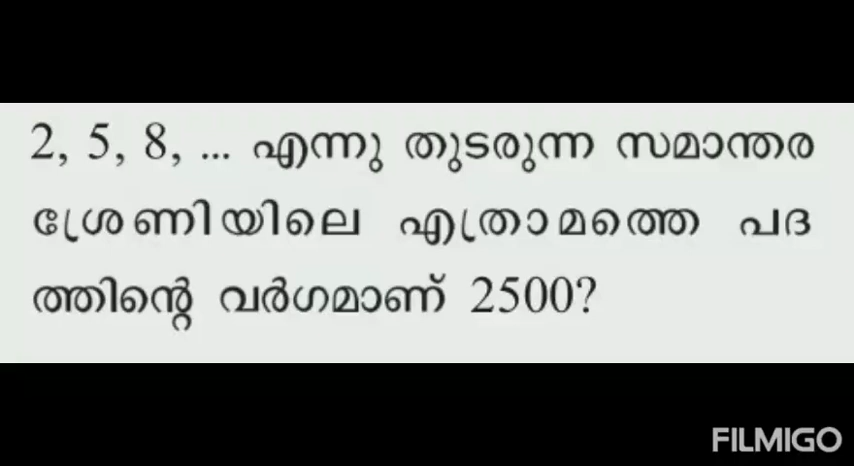 2, 5, 8, ... എന്നു തുടരുന്ന സമാന്തര
ശ്രേണിയിലെ എത്രാമത്തെ പദ
ത്തിന്റെ വർഗമാണ് 2500?
FILMIGO